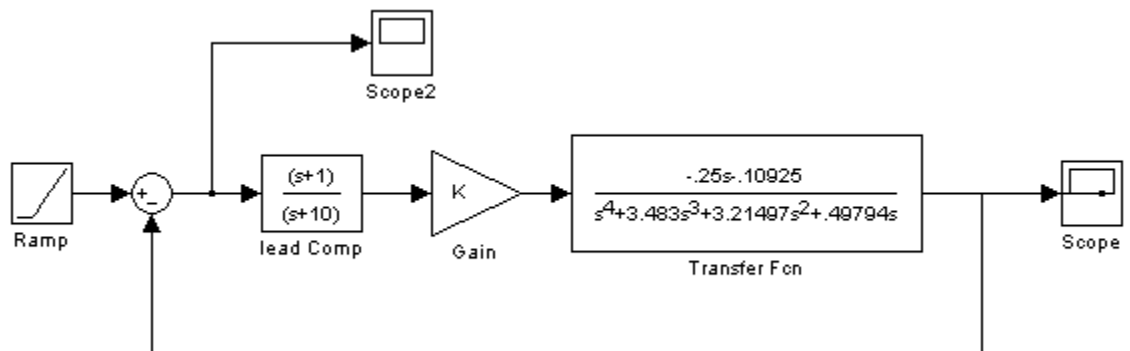 Scope2
Ramp
+
-
(s+1)
(s+10)
lead Comp
K
Gain
-.25s-.10925
s4+3.483s3+3.21497s2+.49794s
Transfer Fcn
Scope